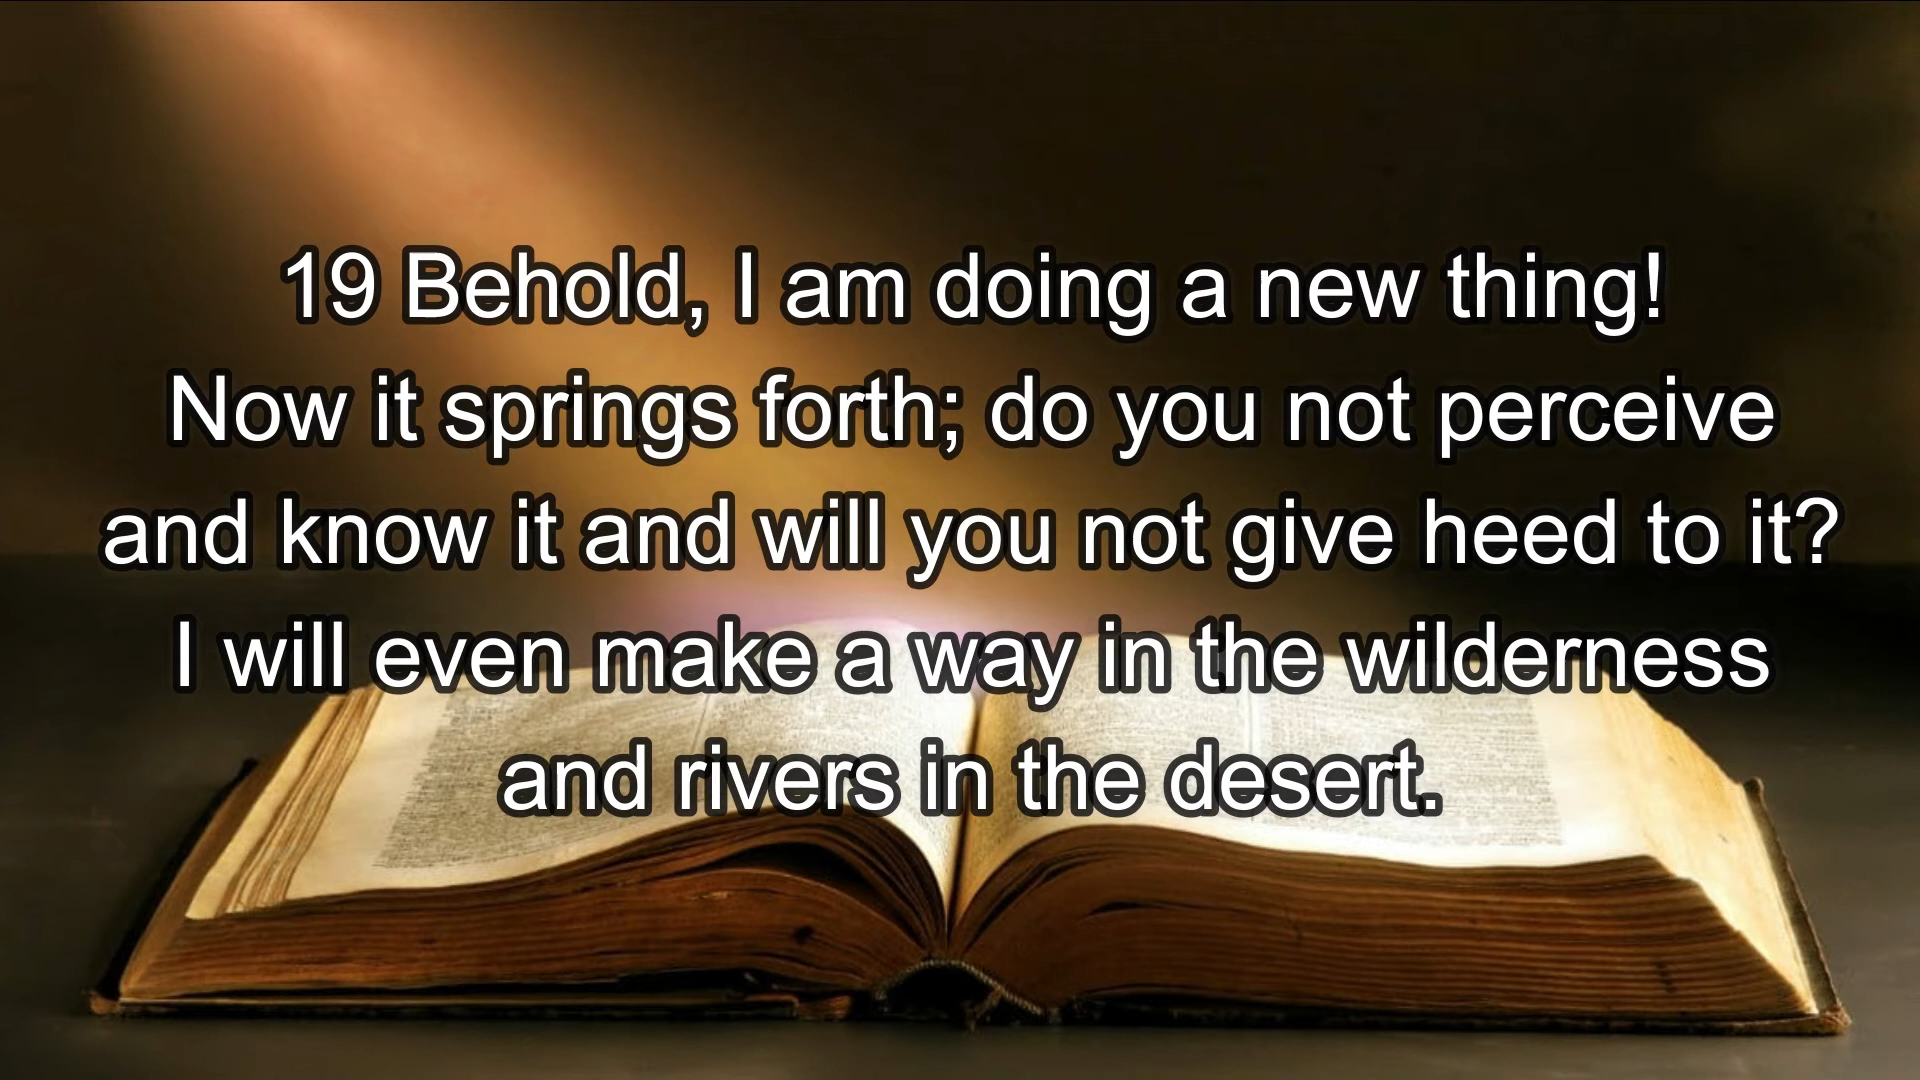 19 Behold, I am doing a new thing!
Now it springs forth; do you not perceive
and know it and will you not give heed to it?
I will even make a way in the wilderness
and rivers in the desert.